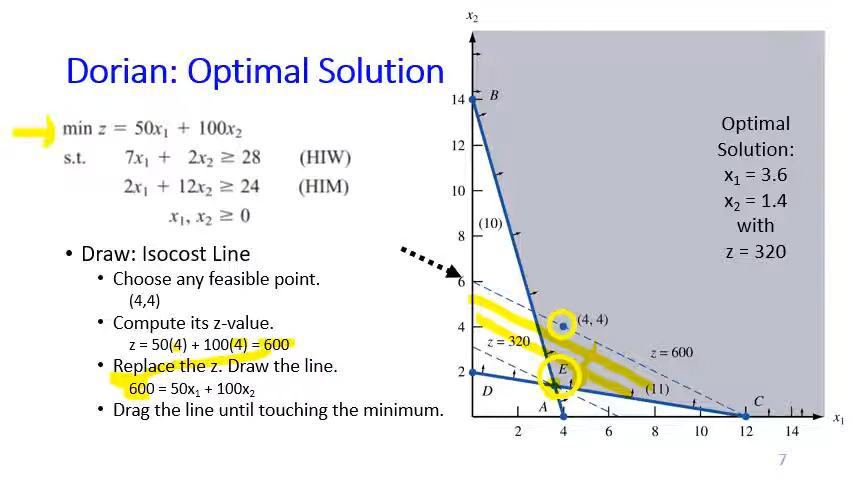 Dorian: Optimal Solution
min z = 50x₁ + 100x₂
s.t. 7x₁ + 2x₂ ≥ 28 (HIW)
2x₁ + 12x₂ ≥ 24 (HIM)
x₁, x₂ ≥ 0
• Draw: Isocost Line
• Choose any feasible point.
(4,4)
• Compute its z-value.
z = 50(4) + 100(4) = 600
• Replace the z. Draw the line.
600 = 50x₁ + 100x₂
• Drag the line until touching the minimum.
x₂
14
B
12
10
(10)
8
6
4
(4, 4)
z = 320
z = 600
2
E
D
(11)
A
C
x₁
2
4
6
8
10
12
14
Optimal
Solution:
x₁ = 3.6
x₂ = 1.4
with
z = 320
7